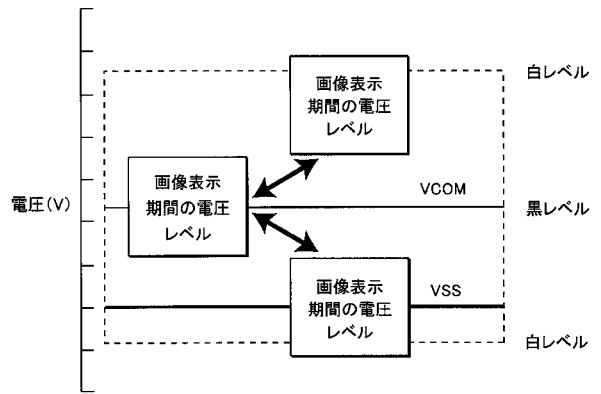 白レベル
画像表示
期間の電圧
レベル
画像表示
期間の電圧
レベル
VCOM
電圧(V)
黒レベル
画像表示
期間の電圧
レベル
VSS
白レベル